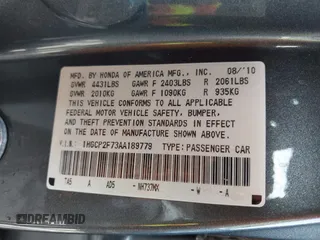 MFD. BY HONDA OF AMERICA MFG., INC. 08/10
GVWR 4431LBS GAWR F 2403LBS R 2061LBS
GVWR 2010KG GAWR F 1090KG R 935KG
THIS VEHICLE CONFORMS TO ALL APPLICABLE
FEDERAL MOTOR VEHICLE SAFETY, BUMPER,
AND THEFT PREVENTION STANDARDS IN EFFECT
ON THE DATE OF MANUFACTURE SHOWN ABOVE.
V.I.N.: 1HGCP2F73AA189779 TYPE: PASSENGER CAR
A AD5 NH737MX W A
DREAMBID